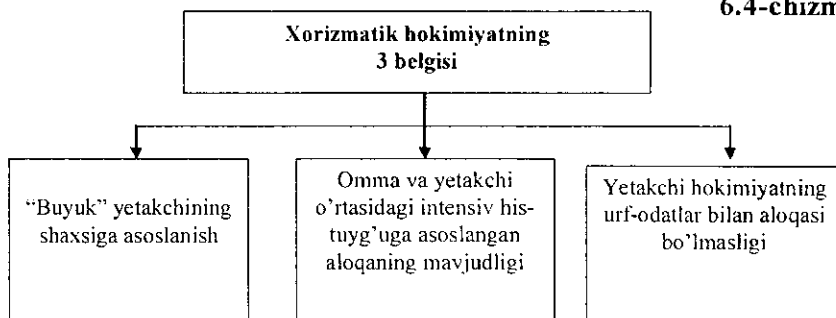 6.4-chizm
Xorizmatik hokimiyatning
3 belgisi
“Buyuk” yetakchining
shaxsiga asoslanish
Omma va yetakchi
o’rtasidagi intensiv his-
tuyg’uga asoslangan
aloqaning mavjudligi
Yetakchi hokimiyatning
urf-odatlar bilan aloqasi
bo’lmasligi